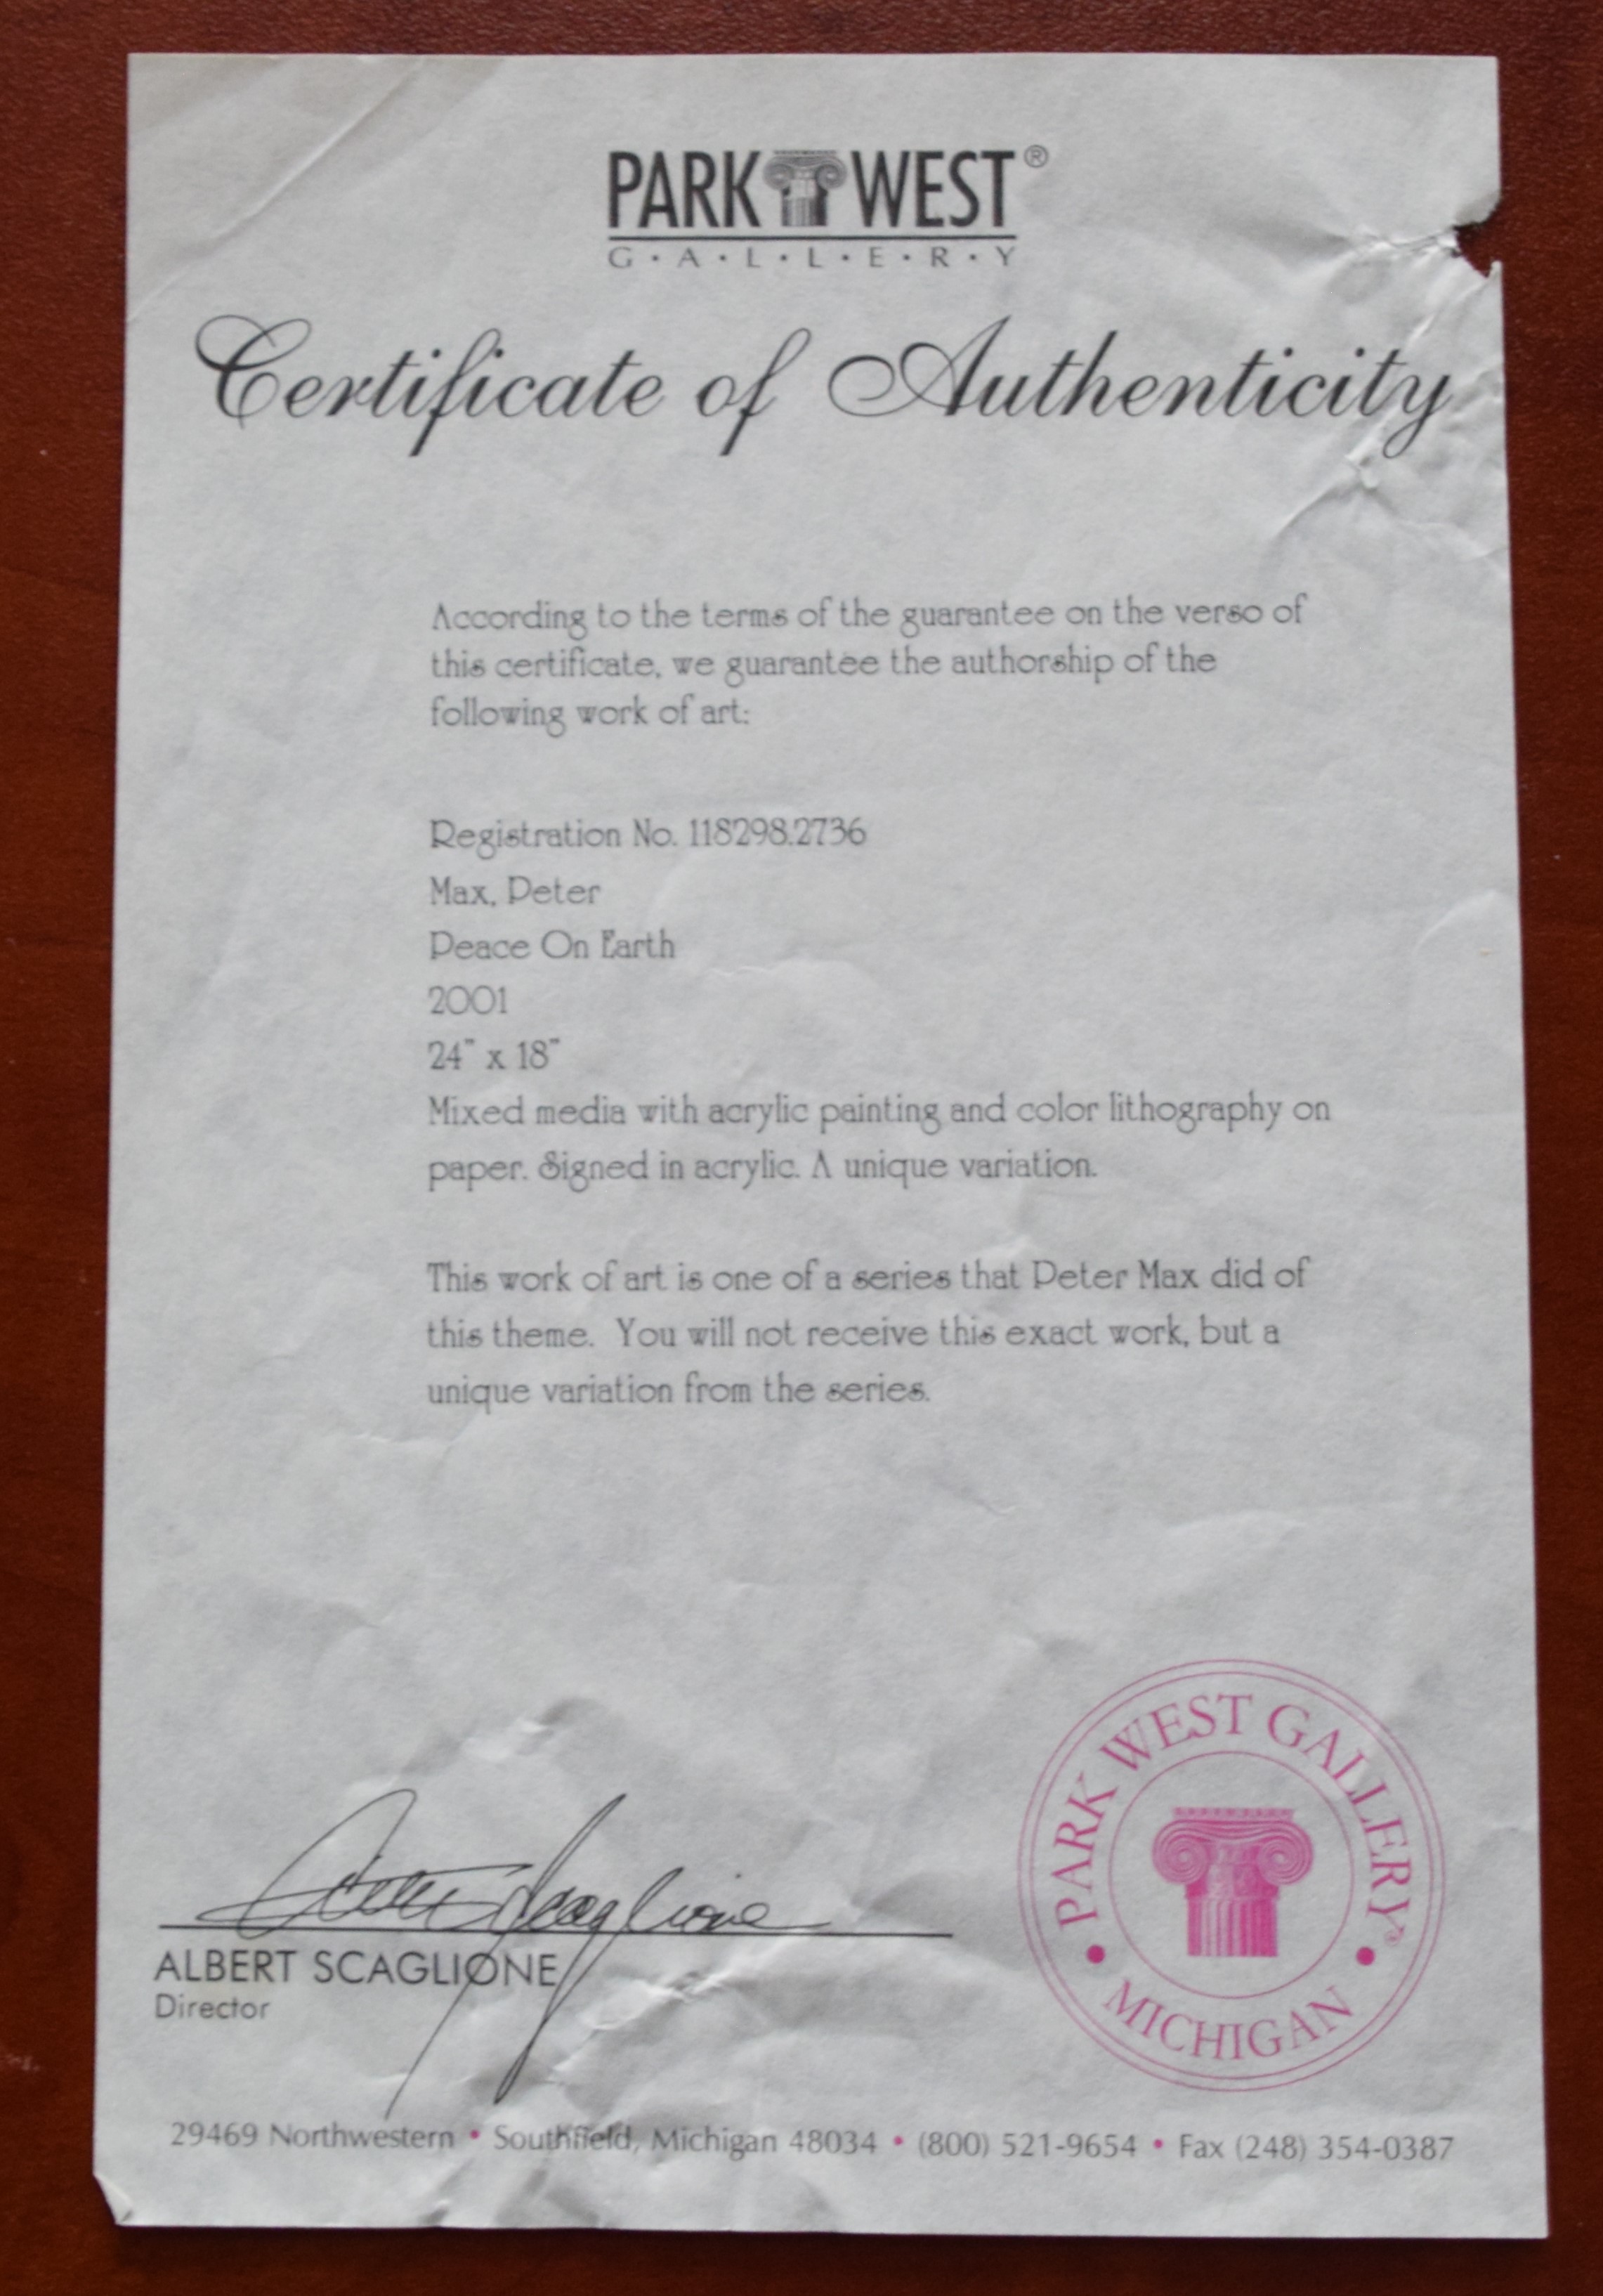 PARK WEST®
G·A·L·L·E·R·Y
Certificate of Authenticity
According to the terms of the guarantee on the verso of
this certificate, we guarantee the authorship of the
following work of art:
Registration No. 118298.2736
Max, Peter
Peace On Earth
2001
24" x 18"
Mixed media with acrylic painting and color lithography on
paper. Signed in acrylic. A unique variation.
This work of art is one of a series that Peter Max did of
this theme. You will not receive this exact work, but a
unique variation from the series.
PARK WEST GALLERY
• MICHIGAN •
Albert Scaglione
ALBERT SCAGLIONE
Director
29469 Northwestern • Southfield, Michigan 48034 • (800) 521-9654 • Fax (248) 354-0387